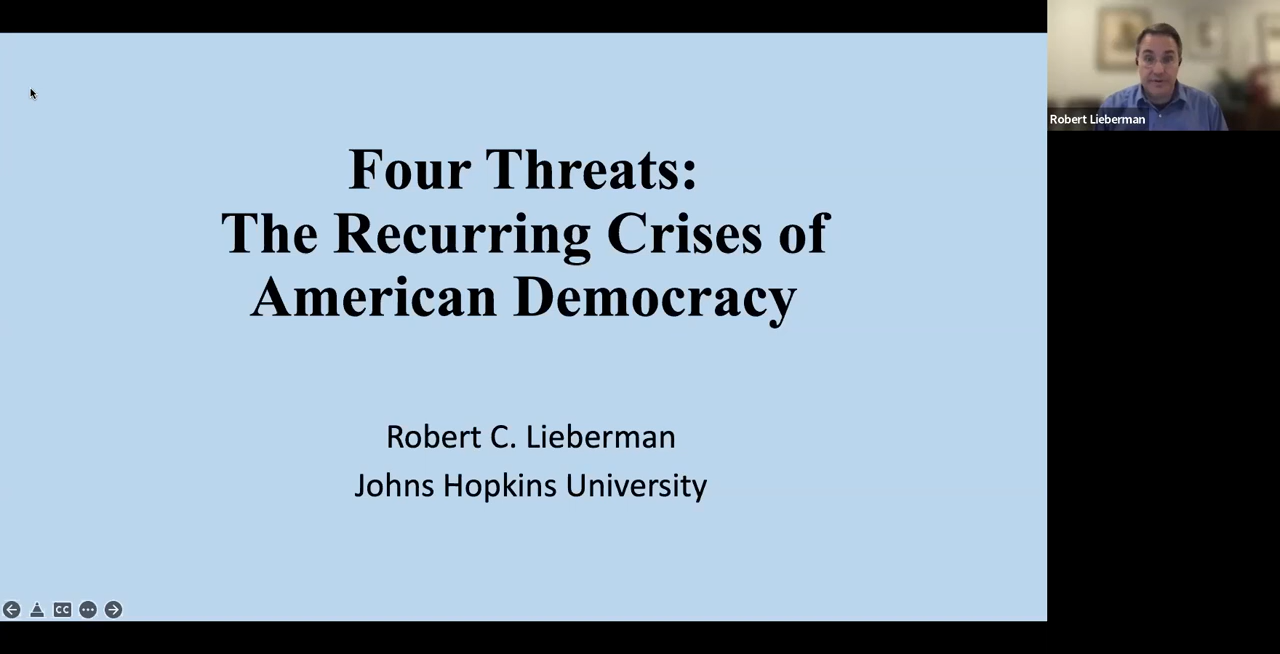 Four Threats:
The Recurring Crises of
American Democracy
Robert C. Lieberman
Johns Hopkins University
Robert Lieberman
CC